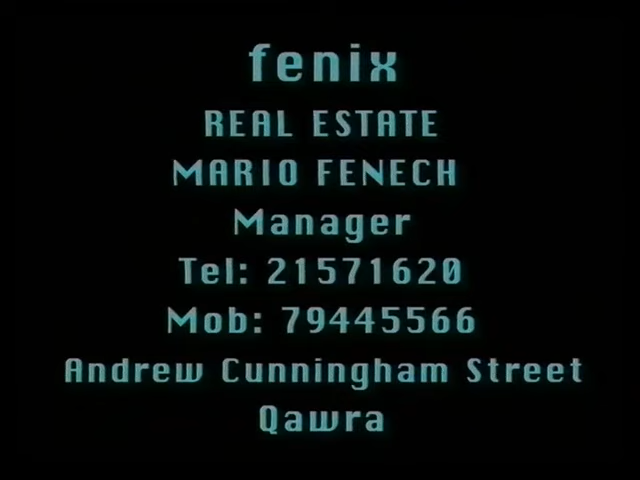 fenix
REAL ESTATE
MARIO FENECH
Manager
Tel: 21571620
Mob: 79445566
Andrew Cunningham Street
Qawra